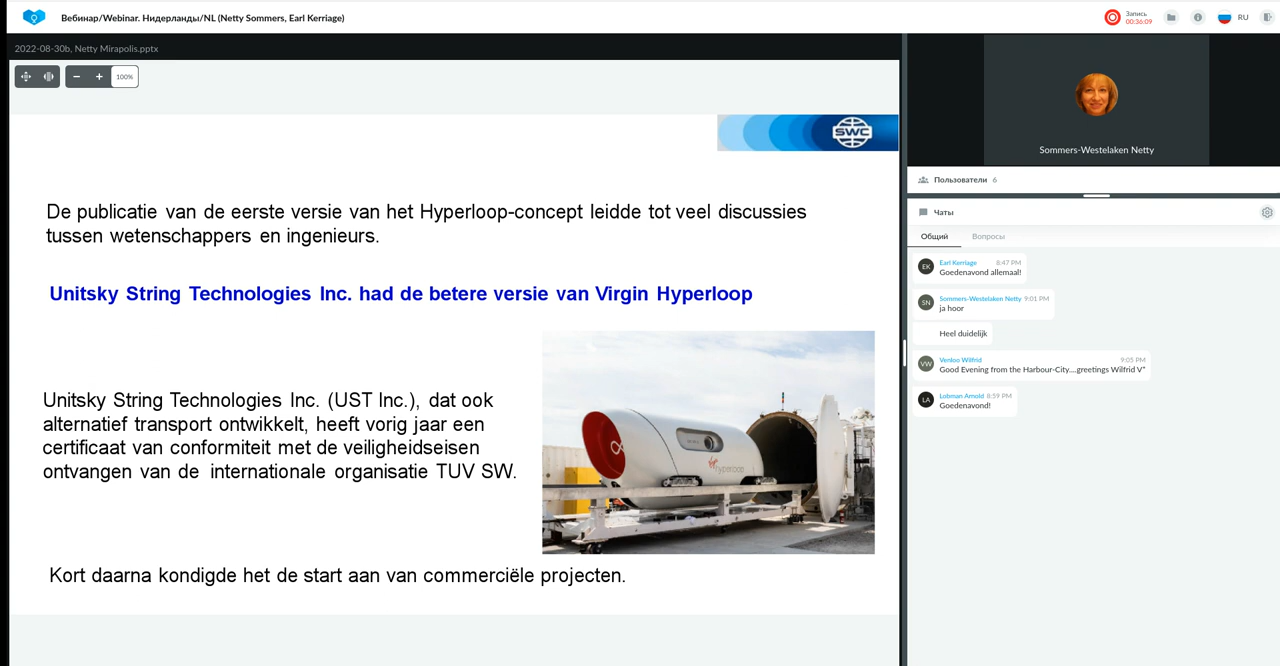 Вебинар/Webinar. Нидерланды/NL (Netty Sommers, Earl Kerriage)
Запись
00:36:09
RU
2022-08-30b, Netty Mirapolis.pptx
100%
SWC
De publicatie van de eerste versie van het Hyperloop-concept leidde tot veel discussies
tussen wetenschappers en ingenieurs.
Unitsky String Technologies Inc. had de betere versie van Virgin Hyperloop
Unitsky String Technologies Inc. (UST Inc.), dat ook
alternatief transport ontwikkelt, heeft vorig jaar een
certificaat van conformiteit met de veiligheidseisen
ontvangen van de internationale organisatie TUV SW.
hyperloop
Kort daarna kondigde het de start aan van commerciële projecten.
Sommers-Westelaken Netty
Пользователи 6
Чаты
Общий Вопросы
EK
Earl Kerriage 8:47 PM
Goedenavond allemaal!
SN
Sommers-Westelaken Netty 9:01 PM
ja hoor
Heel duidelijk
VW
Venloo Wilfrid 9:05 PM
Good Evening from the Harbour-City....greetings Wilfrid V"
LA
Lobman Arnold 8:59 PM
Goedenavond!